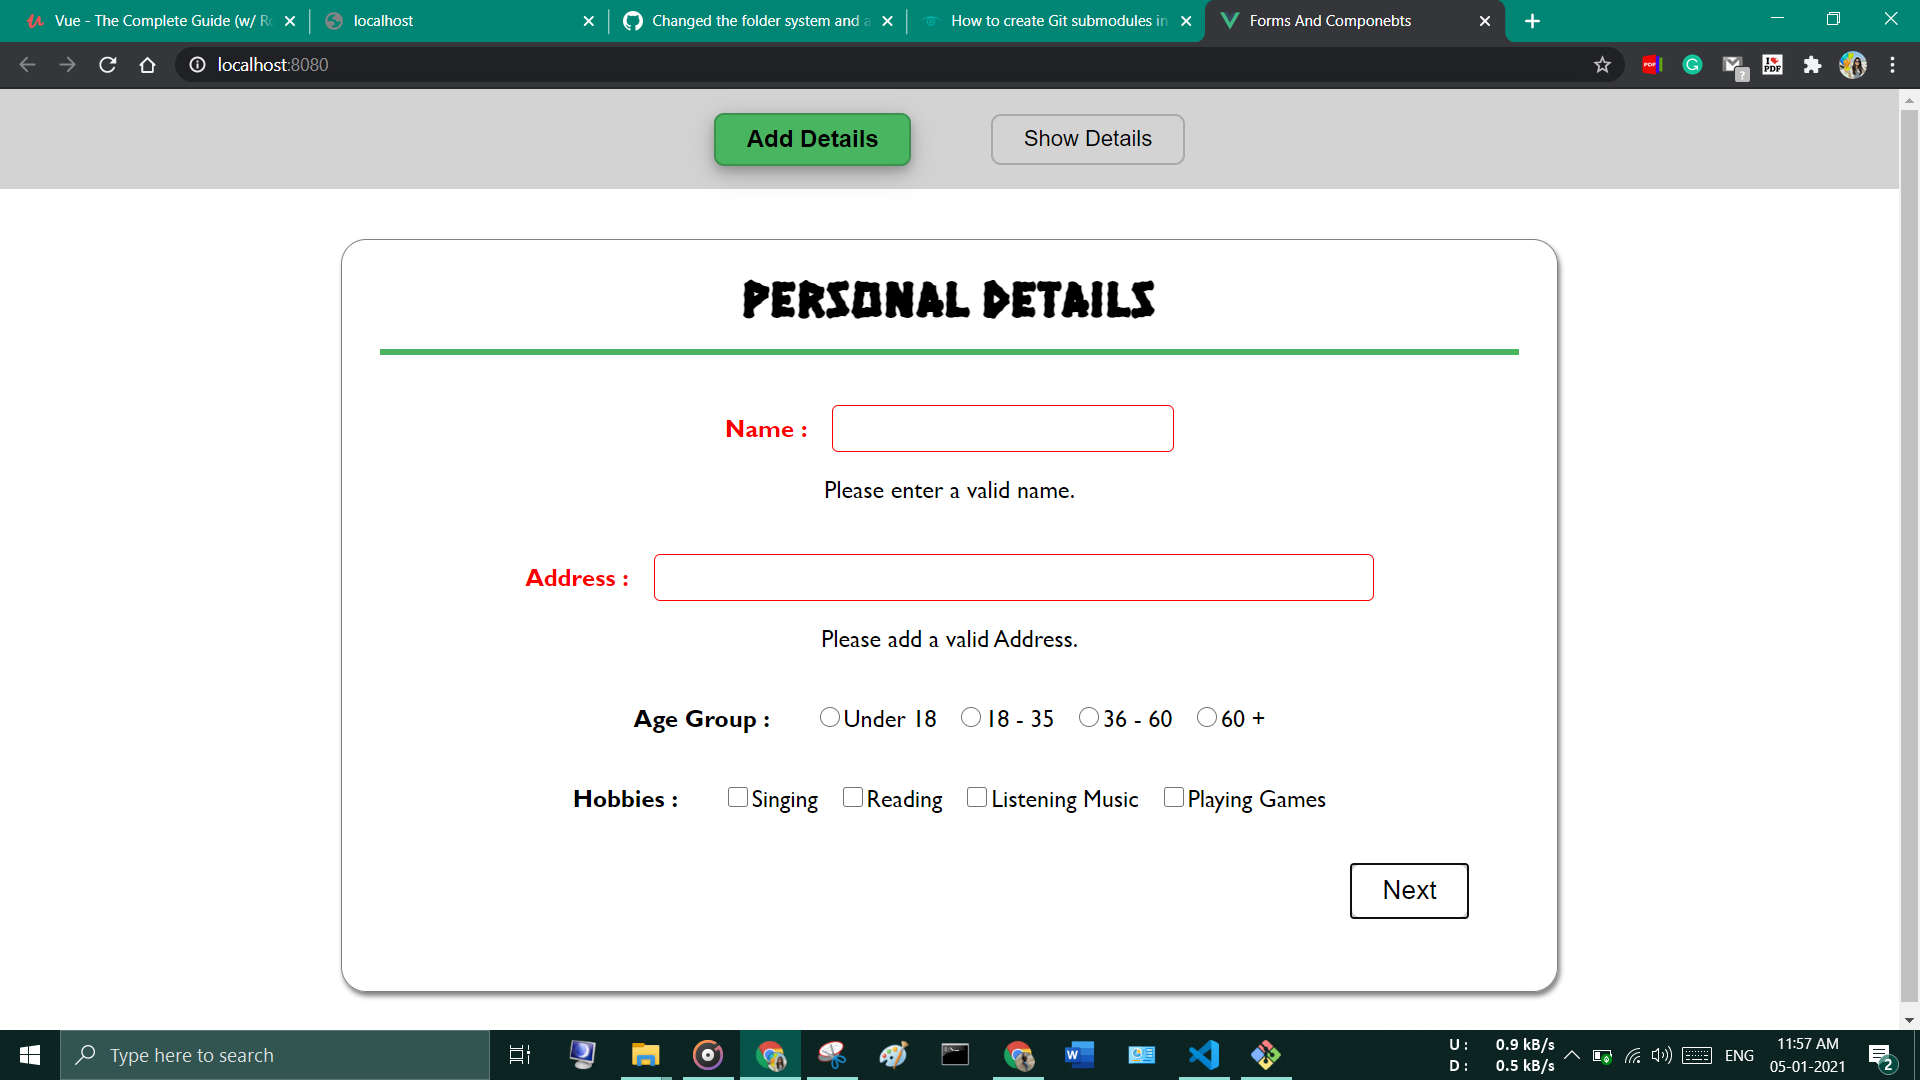 Vue - The Complete Guide (w/ Ro
localhost
Changed the folder system and a
How to create Git submodules in
Forms And Componebts
localhost:8080
Add Details
Show Details
PERSONAL DETAILS
Name :
Please enter a valid name.
Address :
Please add a valid Address.
Age Group : Under 18 18 - 35 36 - 60 60 +
Hobbies : Singing Reading Listening Music Playing Games
Next
Type here to search
U : 0.9 kB/s
D : 0.5 kB/s
ENG
11:57 AM
05-01-2021
2